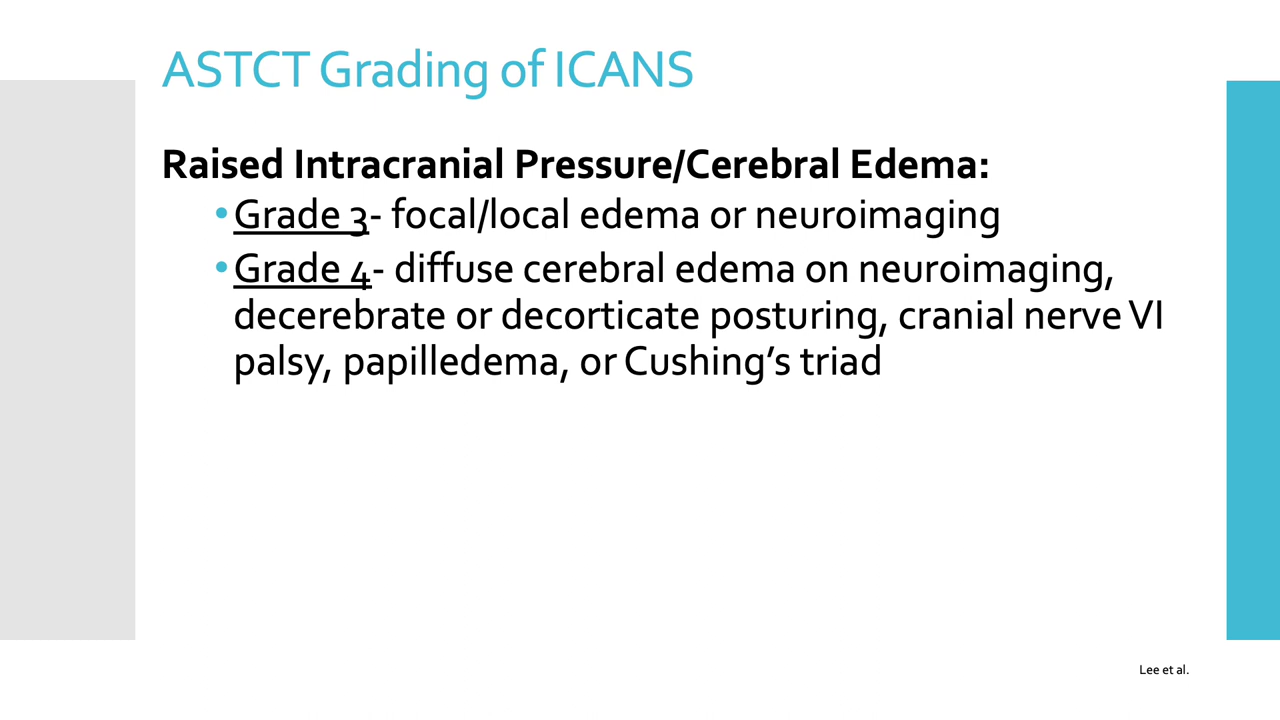 ASTCT Grading of ICANS
Raised Intracranial Pressure/Cerebral Edema:
•Grade 3- focal/local edema or neuroimaging
•Grade 4- diffuse cerebral edema on neuroimaging,
decerebrate or decorticate posturing, cranial nerve VI
palsy, papilledema, or Cushing’s triad
Lee et al.